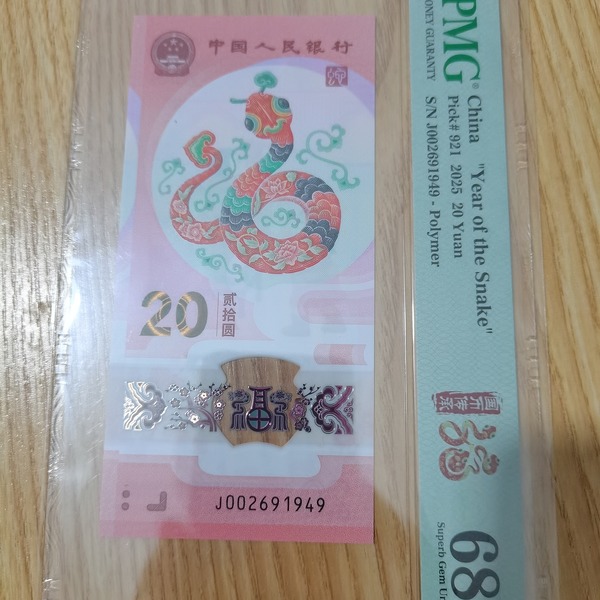 中国人民银行
20
贰拾圆
J002691949
PMG
MONEY GUARANTY
China "Year of the Snake"
Pick# 921 2025 20 Yuan
S/N J002691949 - Polymer
68
Superb Gem Un